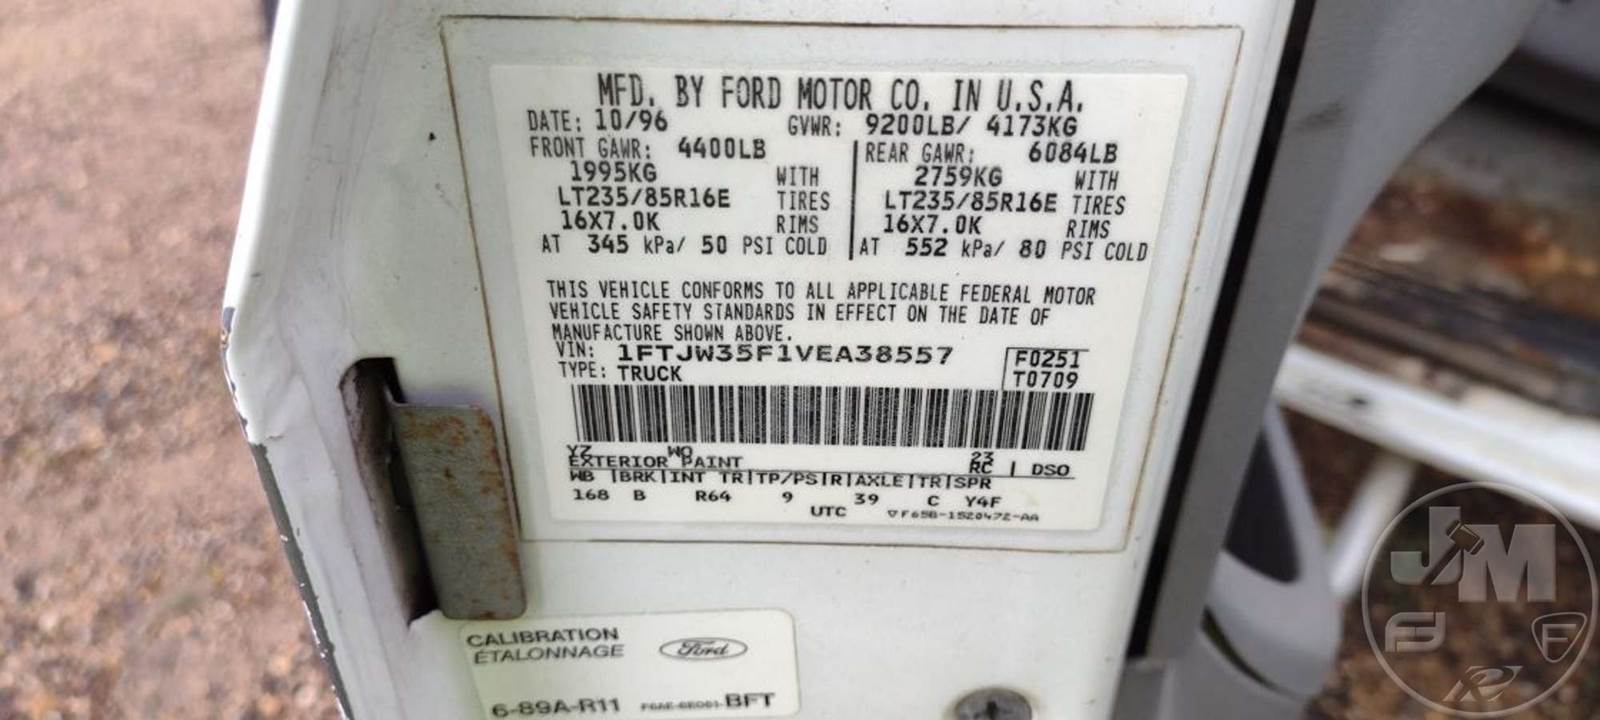 MFD. BY FORD MOTOR CO. IN U.S.A.
DATE: 10/96 GVWR: 9200LB/ 4173KG
FRONT GAWR: 4400LB REAR GAWR: 6084LB
1995KG WITH 2759KG WITH
LT235/85R16E TIRES LT235/85R16E TIRES
16X7.0K RIMS 16X7.0K RIMS
AT 345 kPa/ 50 PSI COLD AT 552 kPa/ 80 PSI COLD
THIS VEHICLE CONFORMS TO ALL APPLICABLE FEDERAL MOTOR
VEHICLE SAFETY STANDARDS IN EFFECT ON THE DATE OF
MANUFACTURE SHOWN ABOVE.
VIN: 1FTJW35F1VEA38557 F0251
TYPE: TRUCK T0709
YZ WO 23
EXTERIOR PAINT RC DSO
WB BRK INT TR TP/PS R AXLE TR SPR
168 B R64 9 39 C Y4F
UTC ▽F65B-1520472-AA
CALIBRATION
ÉTALONNAGE
Ford
6-89A-R11 BFT
JM